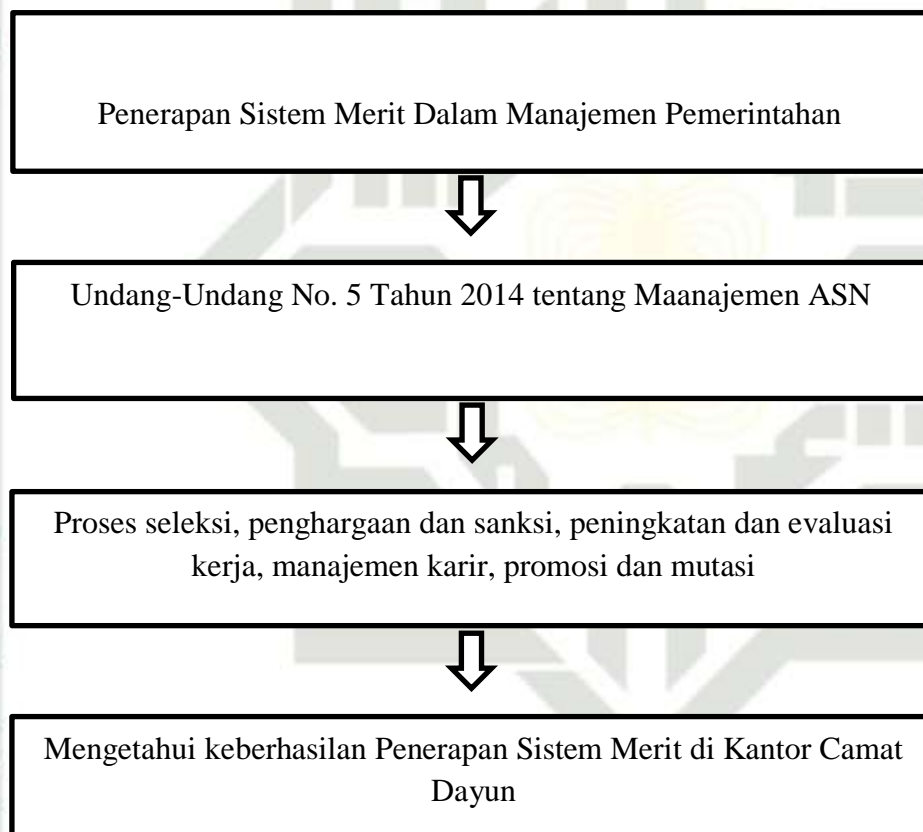 Penerapan Sistem Merit Dalam Manajemen Pemerintahan
Undang-Undang No. 5 Tahun 2014 tentang Maanajemen ASN
Proses seleksi, penghargaan dan sanksi, peningkatan dan evaluasi
kerja, manajemen karir, promosi dan mutasi
Mengetahui keberhasilan Penerapan Sistem Merit di Kantor Camat
Dayun